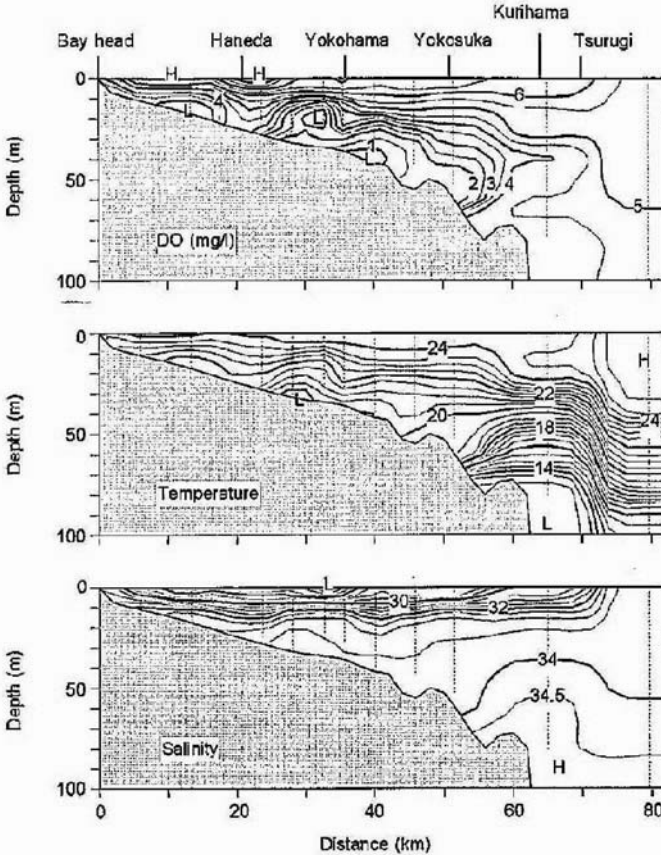 Kurihama
Bay head Haneda Yokohama Yokosuka Tsurugi
0 H H 6
L 4 L
1
L
Depth (m) 50 2 3 4
5
DO (mg/l)
100
0 24
H
L 22
20 24
Depth (m) 50 18
14
Temperature
L
100
0 1 30 32
34
Depth (m) 50 34.5
Salinity
H
100
0 20 40 60 80
Distance (km)